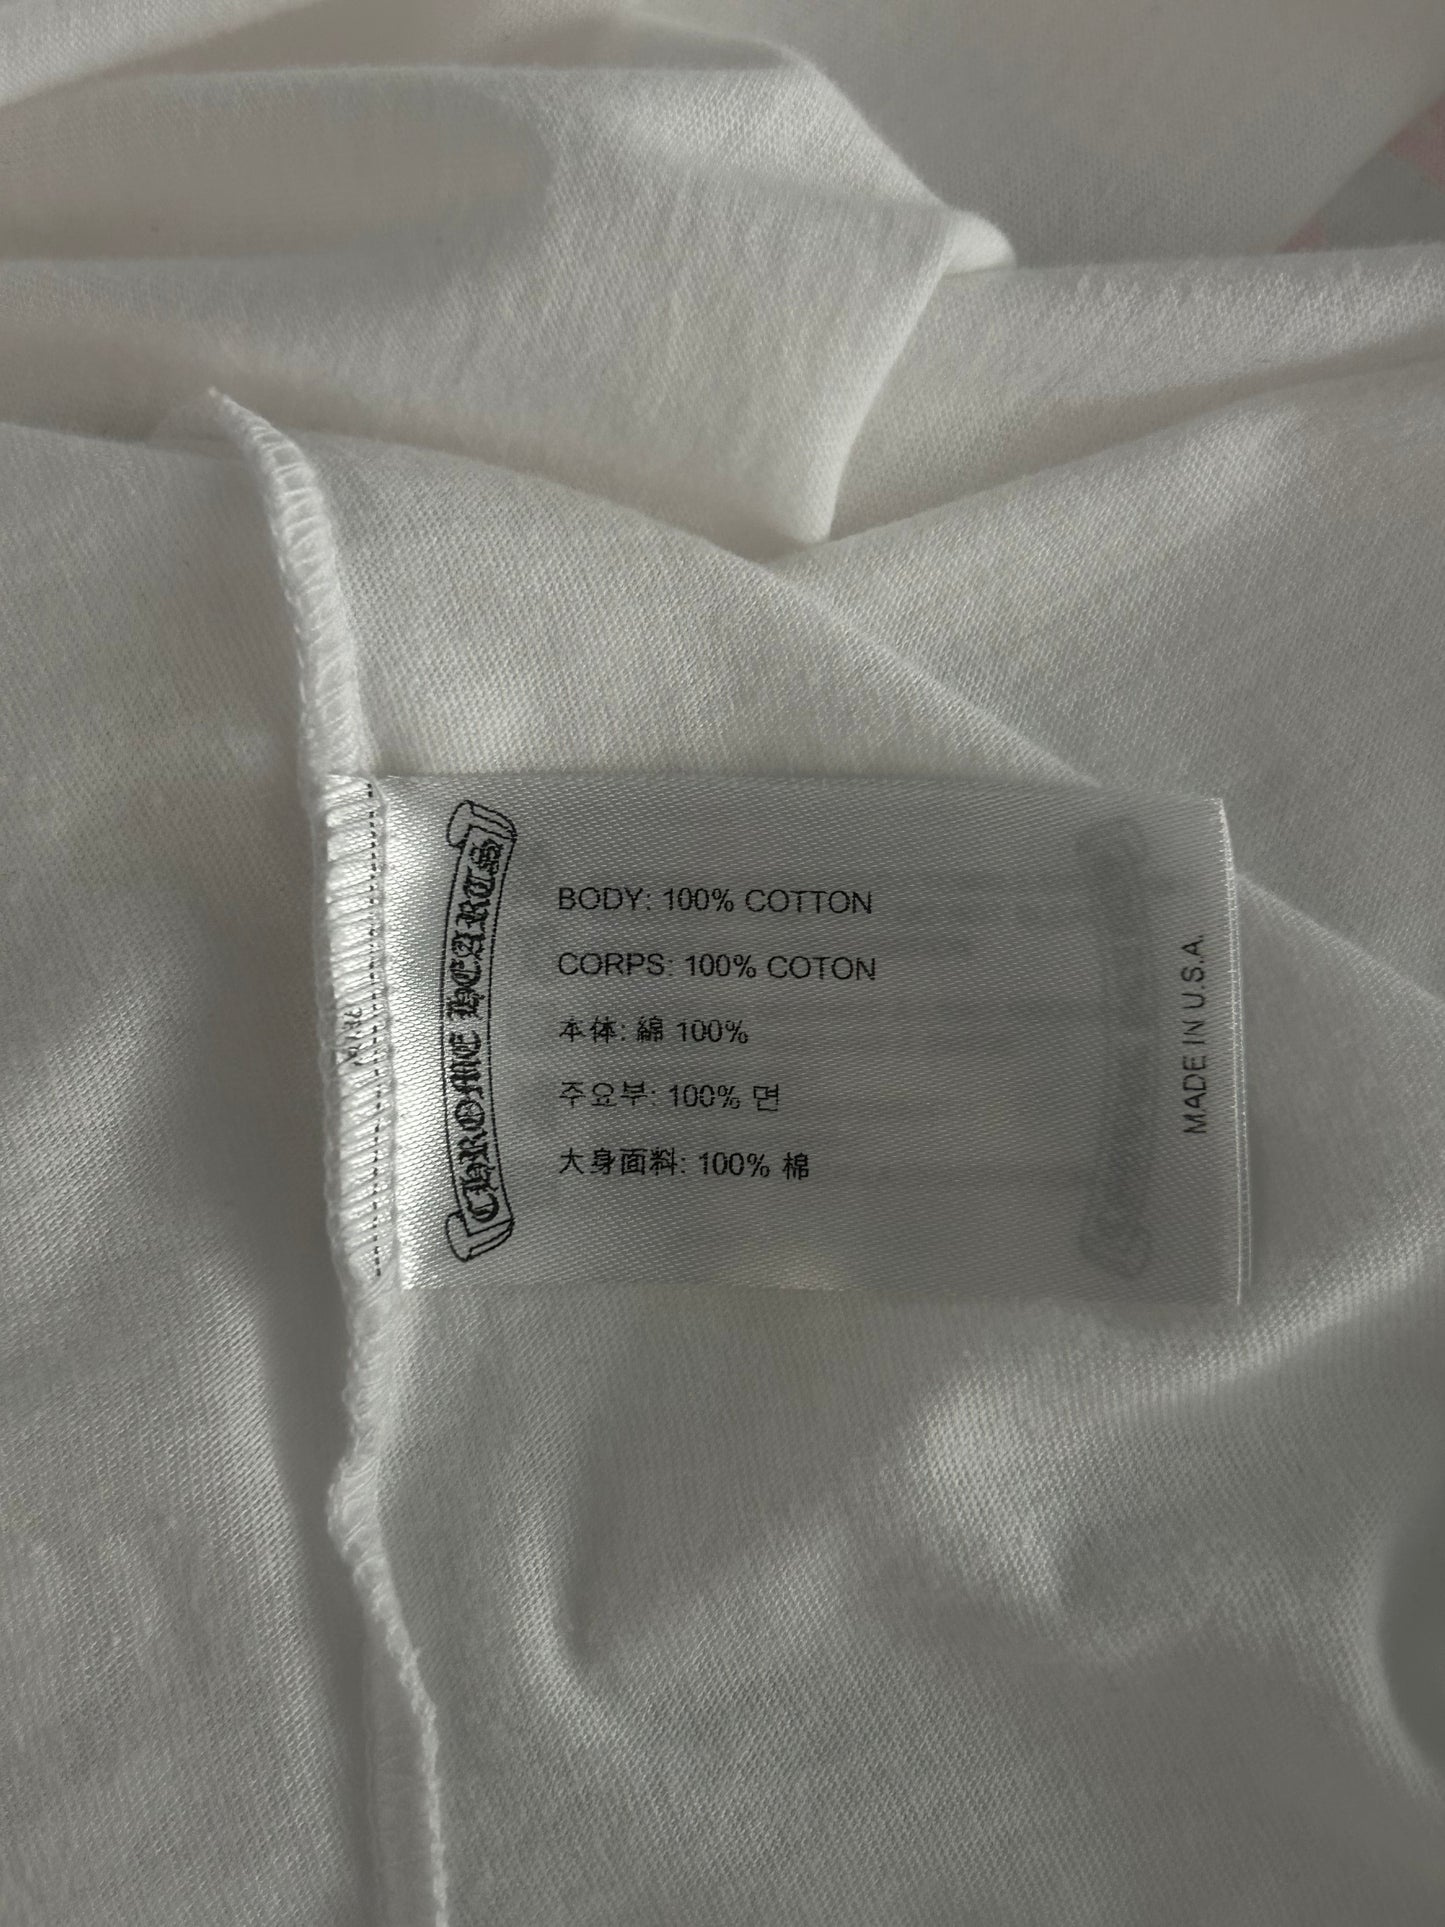 CHROME HEARTS
BODY: 100% COTTON
CORPS: 100% COTON
本体: 綿 100%
주요부: 100% 면
大身面料: 100% 棉
MADE IN U.S.A.